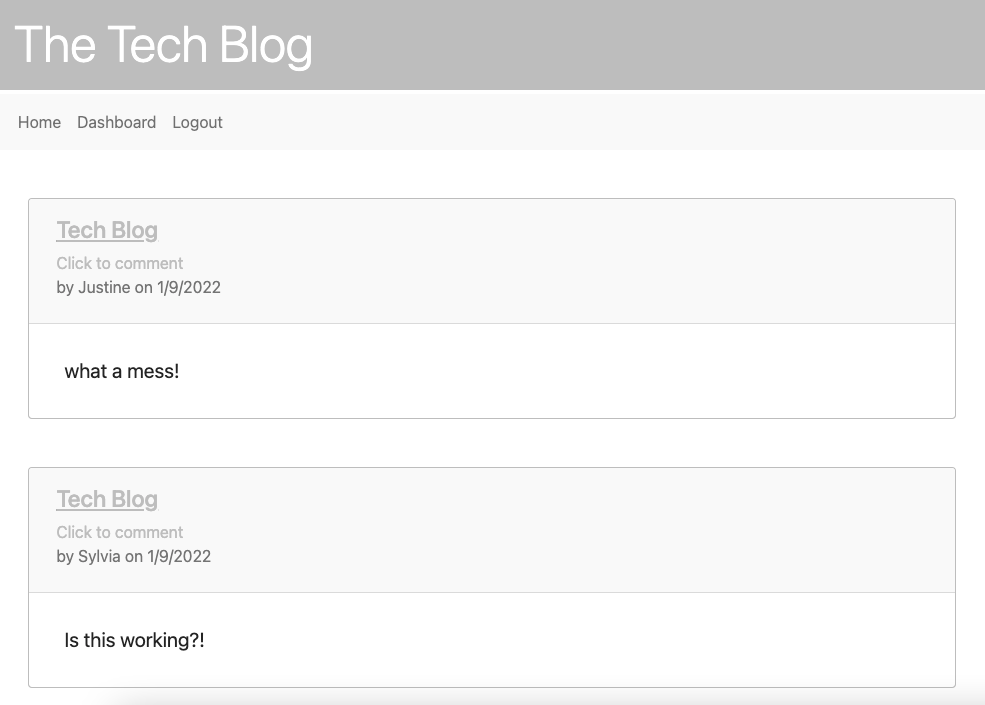 The Tech Blog
Home Dashboard Logout
Tech Blog
Click to comment
by Justine on 1/9/2022
what a mess!
Tech Blog
Click to comment
by Sylvia on 1/9/2022
Is this working?!